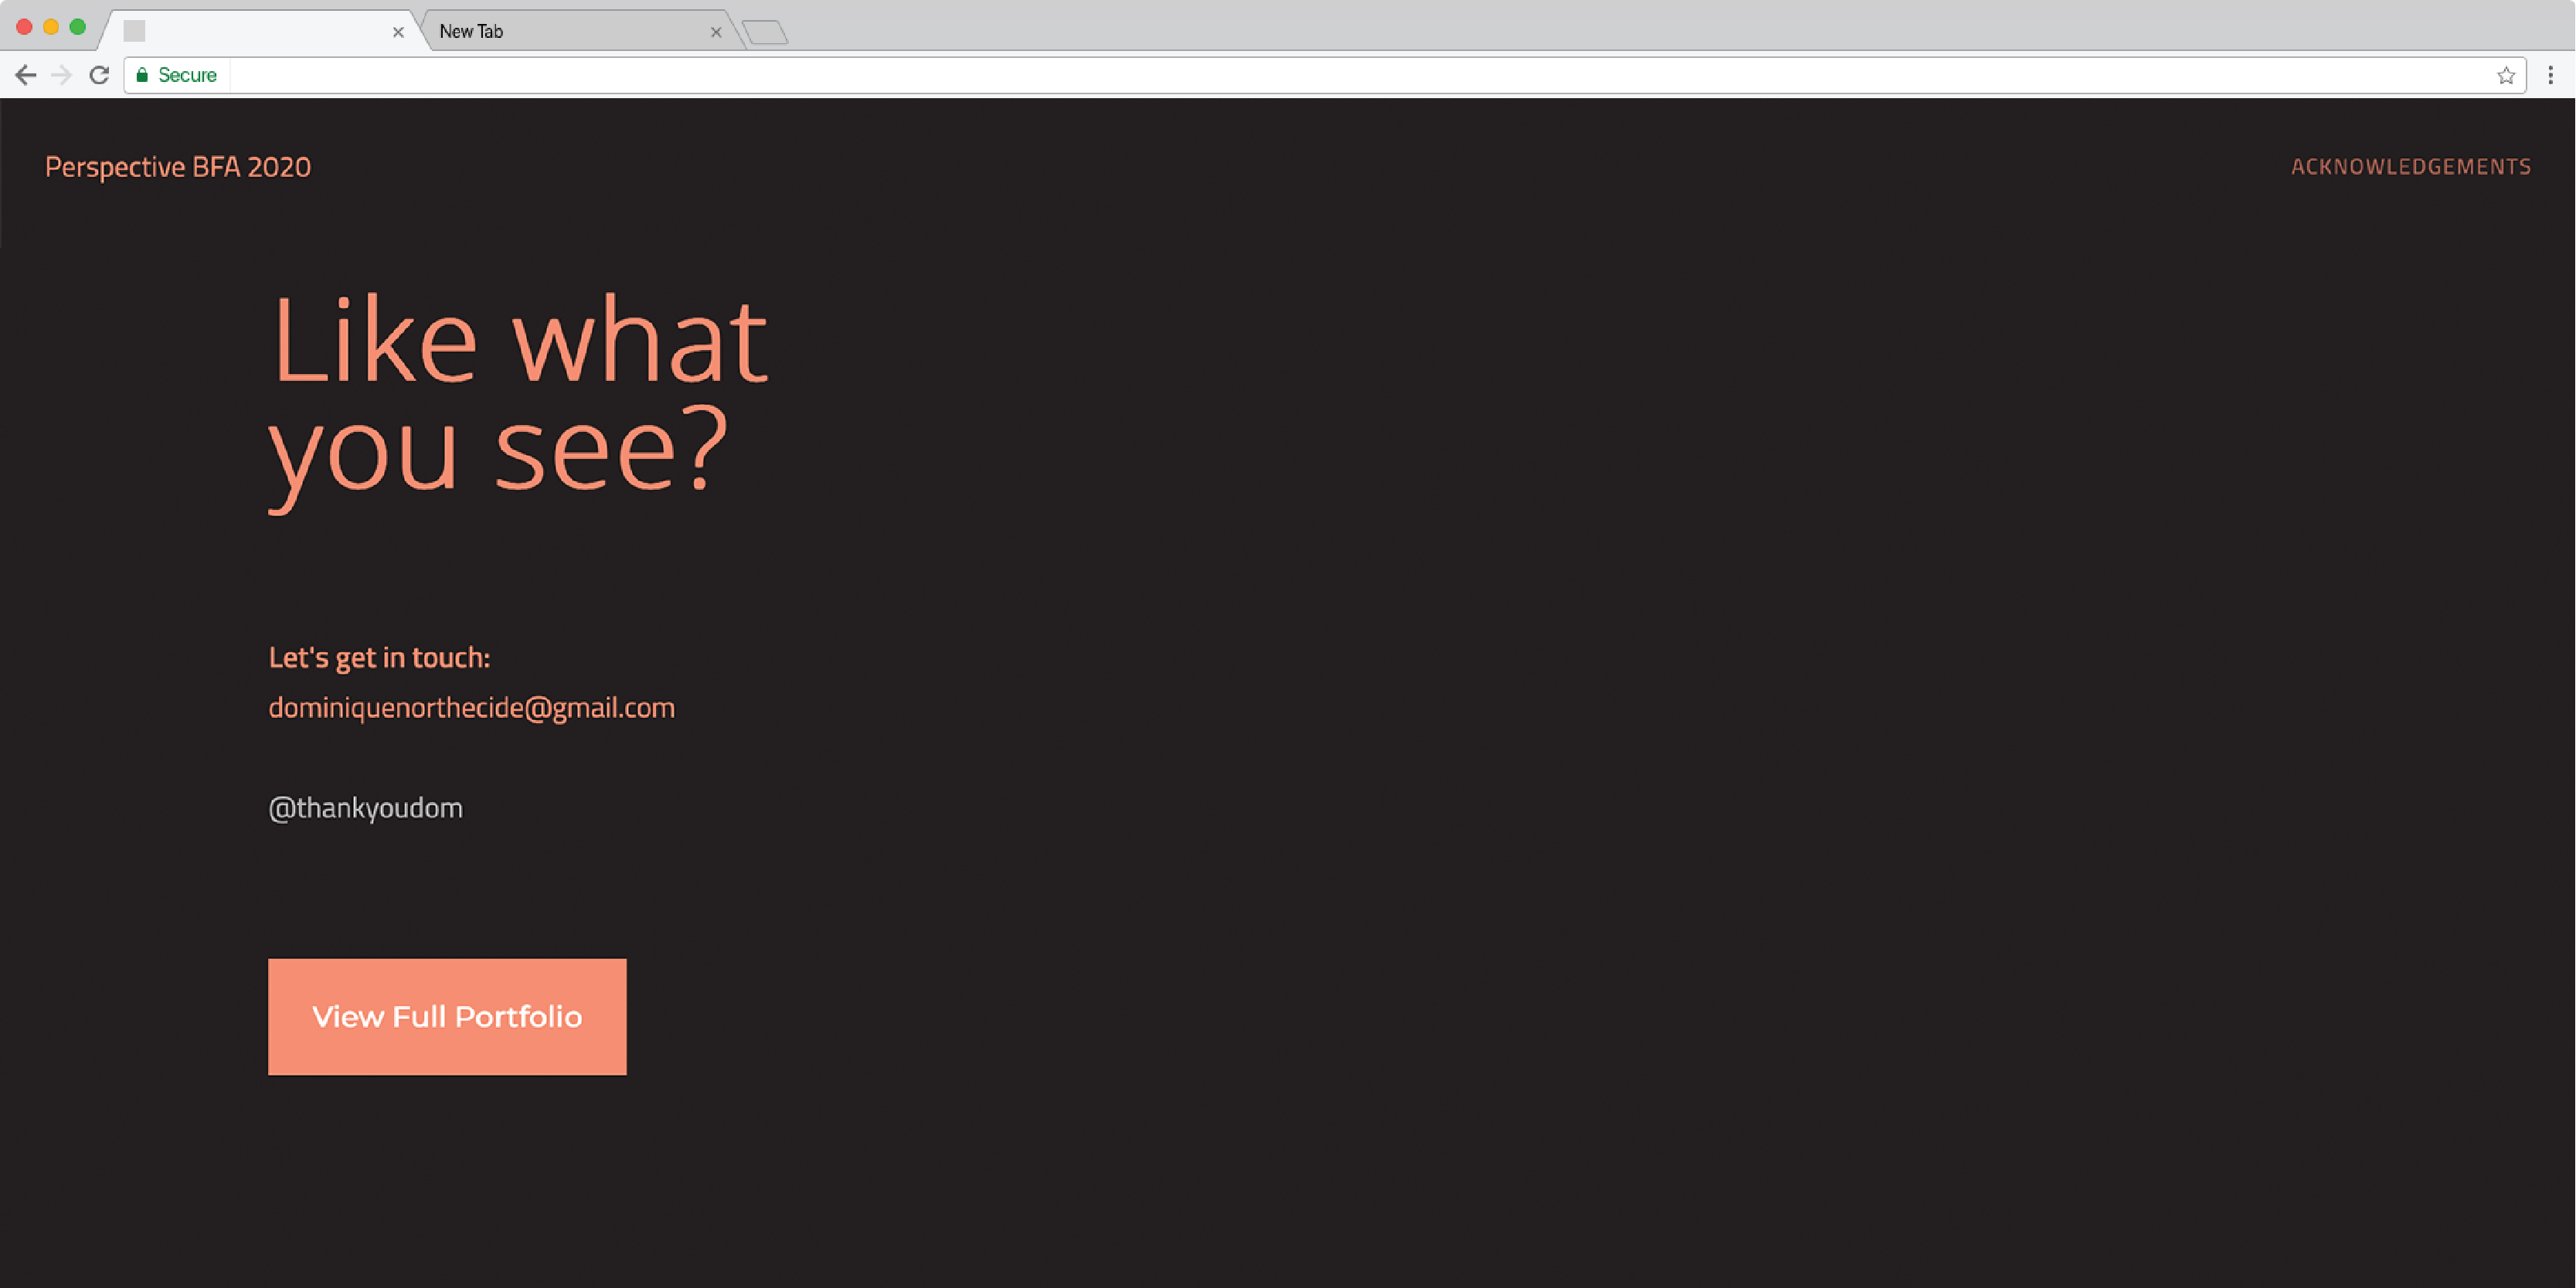 New Tab
Secure
Perspective BFA 2020
ACKNOWLEDGEMENTS
Like what
you see?
Let's get in touch:
dominiquenorthecide@gmail.com
@thankyoudom
View Full Portfolio